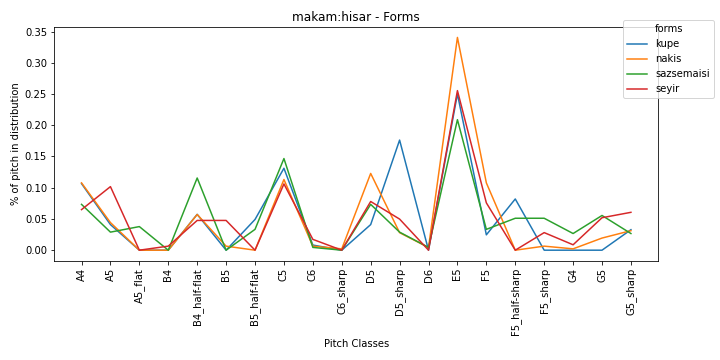 makam:hisar - Forms
forms
kupe
nakis
sazsemaisi
seyir
% of pitch in distribution
0.35
0.30
0.25
0.20
0.15
0.10
0.05
0.00
A4
A5
A5_flat
B4
B4_half-flat
B5
B5_half-flat
C5
C6
C6_sharp
D5
D5_sharp
D6
E5
F5
F5_half-sharp
F5_sharp
G4
G5
G5_sharp
Pitch Classes